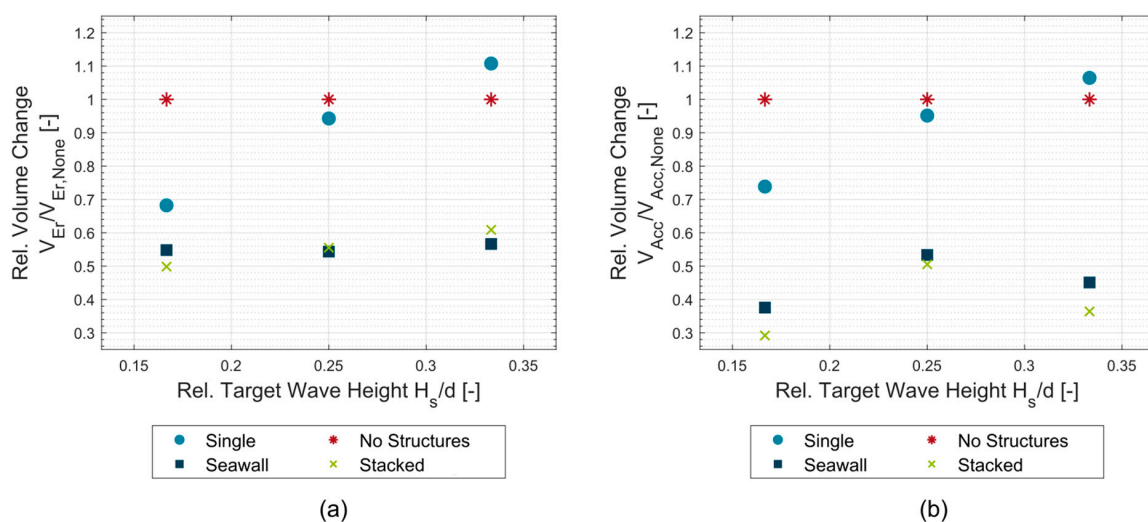 Rel. Volume Change
V_Er/V_Er,None [-]
1.2
1.1
1
0.9
0.8
0.7
0.6
0.5
0.4
0.3
0.15
0.2
0.25
0.3
0.35
Rel. Target Wave Height H_s/d [-]
Single
No Structures
Seawall
Stacked
(a)
Rel. Volume Change
V_Acc/V_Acc,None [-]
1.2
1.1
1
0.9
0.8
0.7
0.6
0.5
0.4
0.3
0.15
0.2
0.25
0.3
0.35
Rel. Target Wave Height H_s/d [-]
Single
No Structures
Seawall
Stacked
(b)